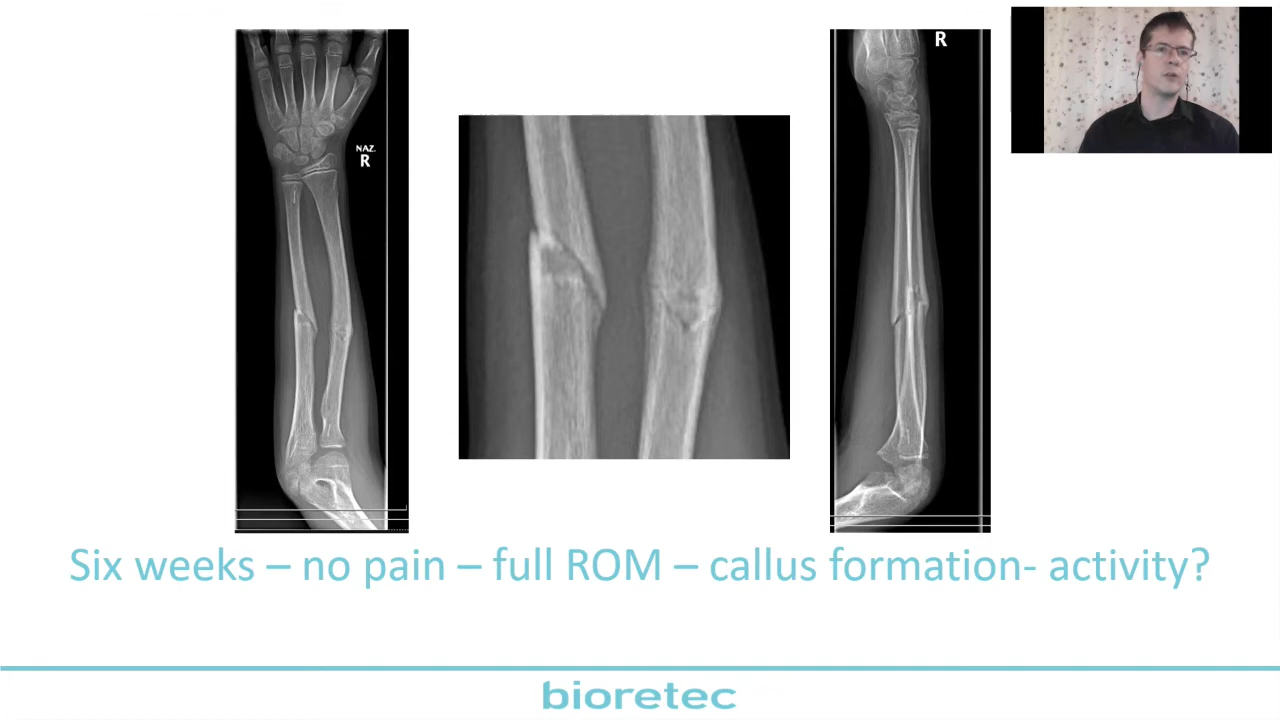 NAZ.
R
R
Six weeks – no pain – full ROM – callus formation- activity?
bioretec